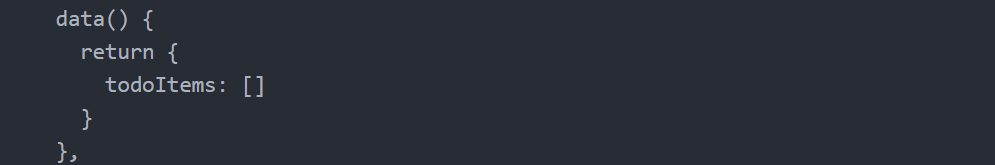 data() {
  return {
    todoItems: []
  }
},